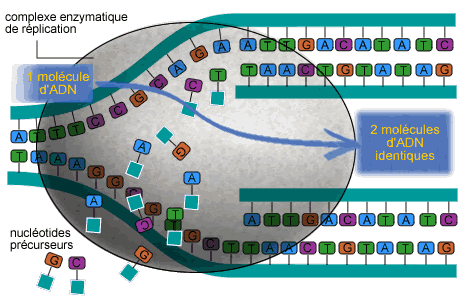 complexe enzymatique
de réplication
1 molécule
d'ADN
A T T T C C G C A G A A T T G A C A T A T C
T A A C T G T A T A G
T
2 molécules
d'ADN
identiques
A
G
A
T A A A G G C G
A
C
T
A T T G A C A T A T C
G C T T A A C T G T A T A G
nucléotides
précurseurs
G C
G